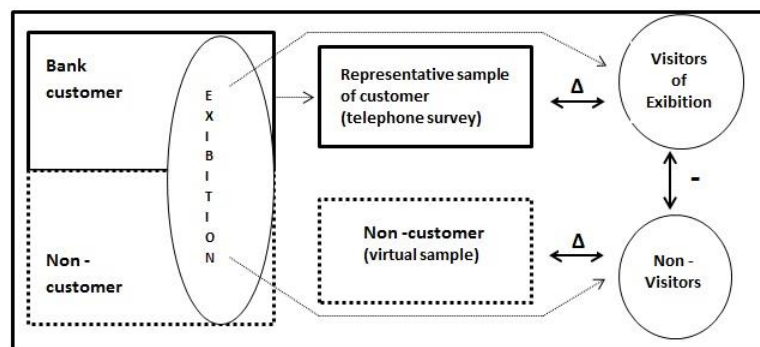 Bank
customer
E
X
I
B
I
T
I
O
N
Non -
customer
Representative sample
of customer
(telephone survey)
Non -customer
(virtual sample)
Δ
Δ
Visitors
of
Exibition
-
Non -
Visitors